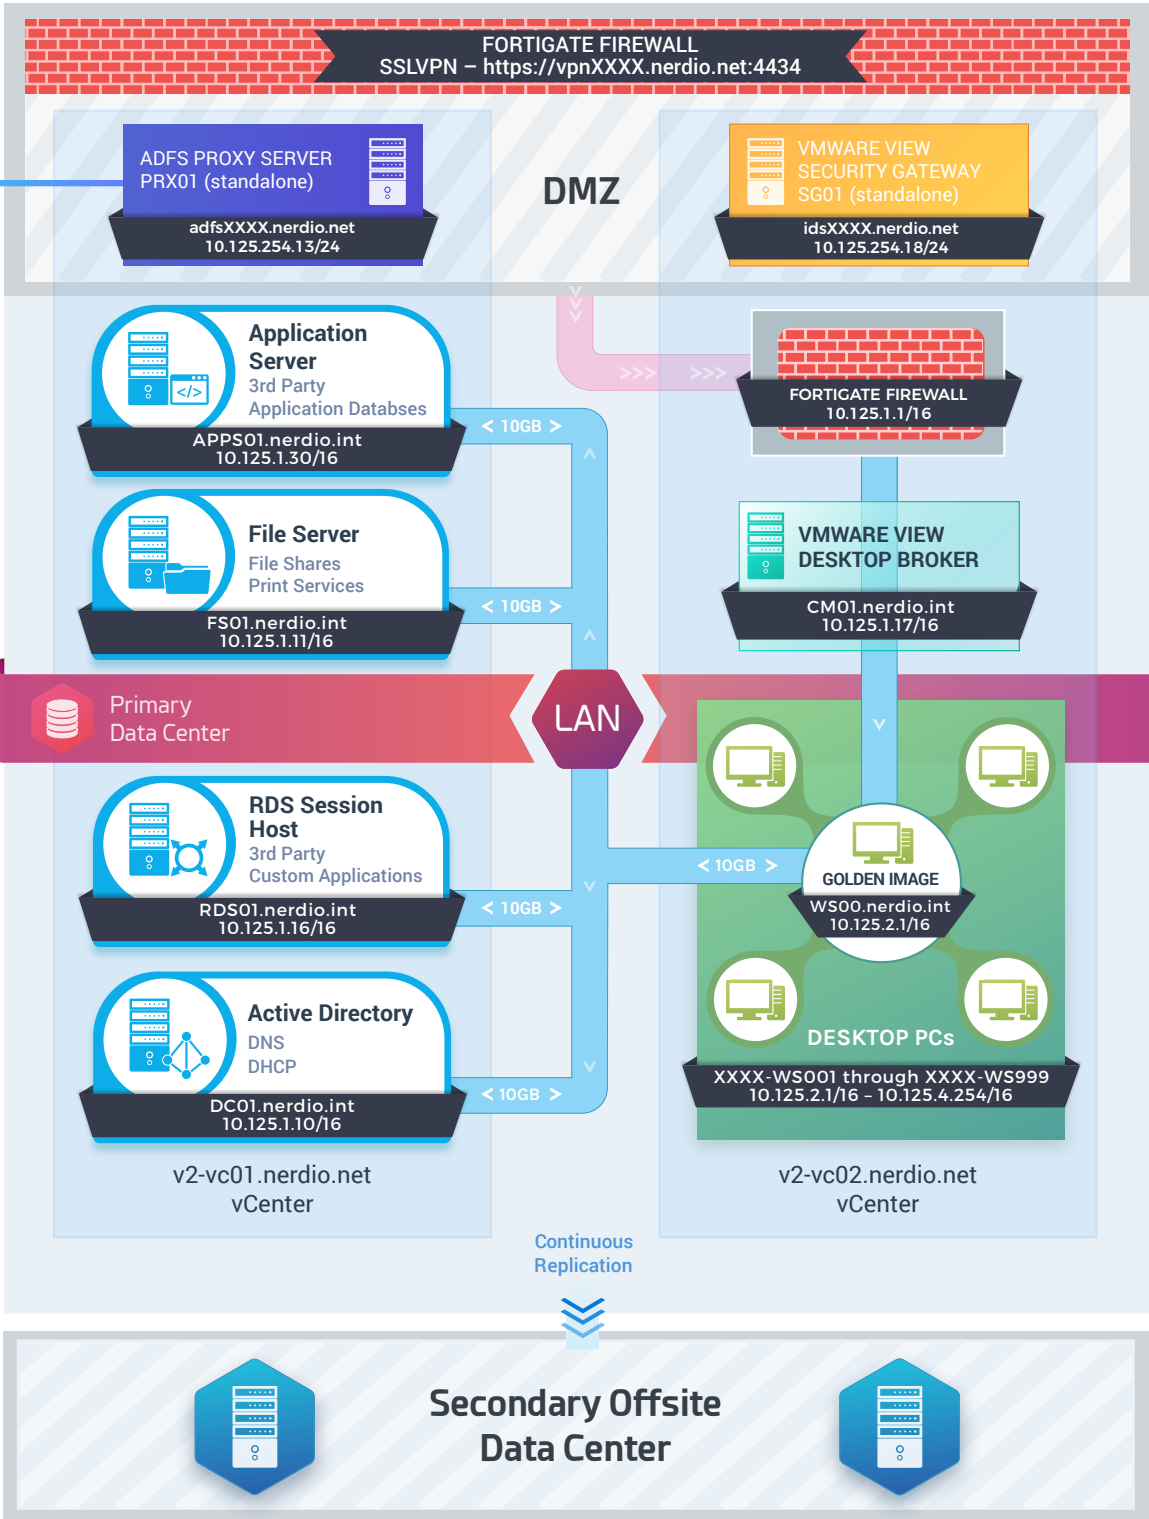 FORTIGATE FIREWALL
SSLVPN – https://vpnXXXX.nerdio.net:4434
ADFS PROXY SERVER
PRX01 (standalone)
adfsXXXX.nerdio.net
10.125.254.13/24
DMZ
VMWARE VIEW
SECURITY GATEWAY
SG01 (standalone)
idsXXXX.nerdio.net
10.125.254.18/24
Application
Server
3rd Party
Application Databses
APPS01.nerdio.int
10.125.1.30/16
< 10GB >
FORTIGATE FIREWALL
10.125.1.1/16
File Server
File Shares
Print Services
FS01.nerdio.int
10.125.1.11/16
< 10GB >
VMWARE VIEW
DESKTOP BROKER
CM01.nerdio.int
10.125.1.17/16
Primary
Data Center
LAN
RDS Session
Host
3rd Party
Custom Applications
RDS01.nerdio.int
10.125.1.16/16
< 10GB >
< 10GB >
GOLDEN IMAGE
WS00.nerdio.int
10.125.2.1/16
Active Directory
DNS
DHCP
DC01.nerdio.int
10.125.1.10/16
< 10GB >
DESKTOP PCs
XXXX-WS001 through XXXX-WS999
10.125.2.1/16 – 10.125.4.254/16
v2-vc01.nerdio.net
vCenter
v2-vc02.nerdio.net
vCenter
Continuous
Replication
Secondary Offsite
Data Center